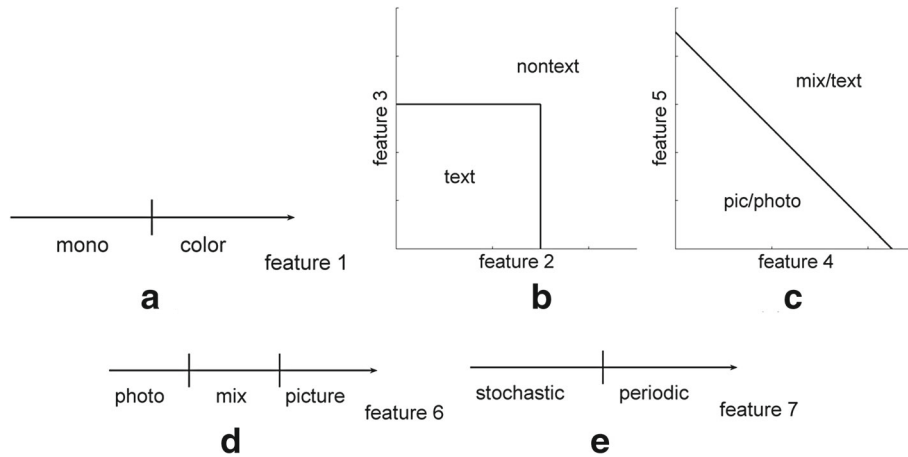 mono
color
feature 1
a
feature 3
nontext
text
feature 2
b
feature 5
mix/text
pic/photo
feature 4
c
photo
mix
picture
feature 6
d
stochastic
periodic
feature 7
e